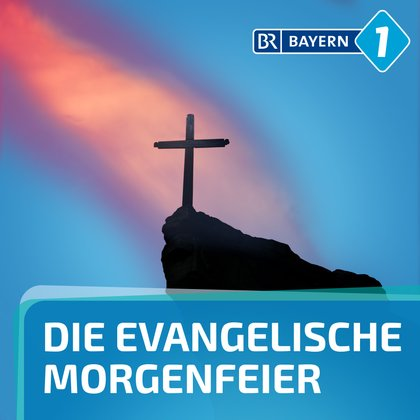 BR BAYERN 1
DIE EVANGELISCHE
MORGENFEIER